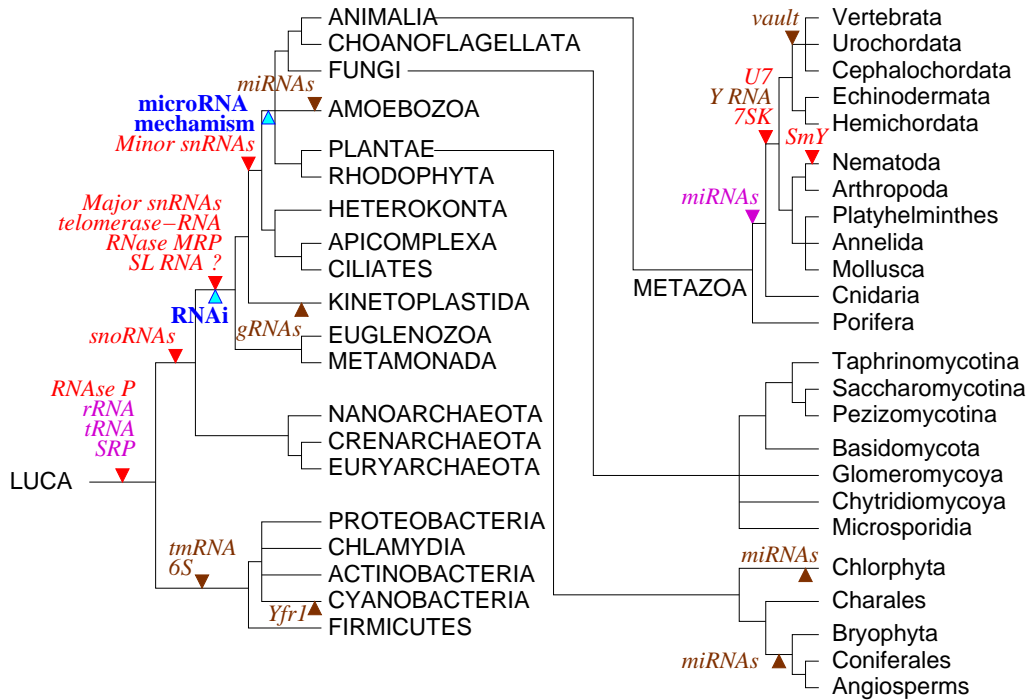 ANIMALIA
CHOANOFLAGELLATA
FUNGI
miRNAs
AMOEBOZOA
microRNA
mechamism
Minor snRNAs
PLANTAE
RHODOPHYTA
Major snRNAs
telomerase−RNA
RNase MRP
SL RNA ?
HETEROKONTA
APICOMPLEXA
CILIATES
RNAi
KINETOPLASTIDA
gRNAs
EUGLENOZOA
METAMONADA
snoRNAs
RNAse P
rRNA
tRNA
SRP
LUCA
NANOARCHAEOTA
CRENARCHAEOTA
EURYARCHAEOTA
PROTEOBACTERIA
tmRNA
6S
CHLAMYDIA
ACTINOBACTERIA
CYANOBACTERIA
Yfr1
FIRMICUTES
vault
Vertebrata
Urochordata
Cephalochordata
U7
Y RNA
7SK
Echinodermata
Hemichordata
SmY
Nematoda
Arthropoda
miRNAs
Platyhelminthes
Annelida
Mollusca
METAZOA
Cnidaria
Porifera
Taphrinomycotina
Saccharomycotina
Pezizomycotina
Basidomycota
Glomeromycoya
Chytridiomycoya
Microsporidia
miRNAs
Chlorphyta
Charales
Bryophyta
miRNAs
Coniferales
Angiosperms